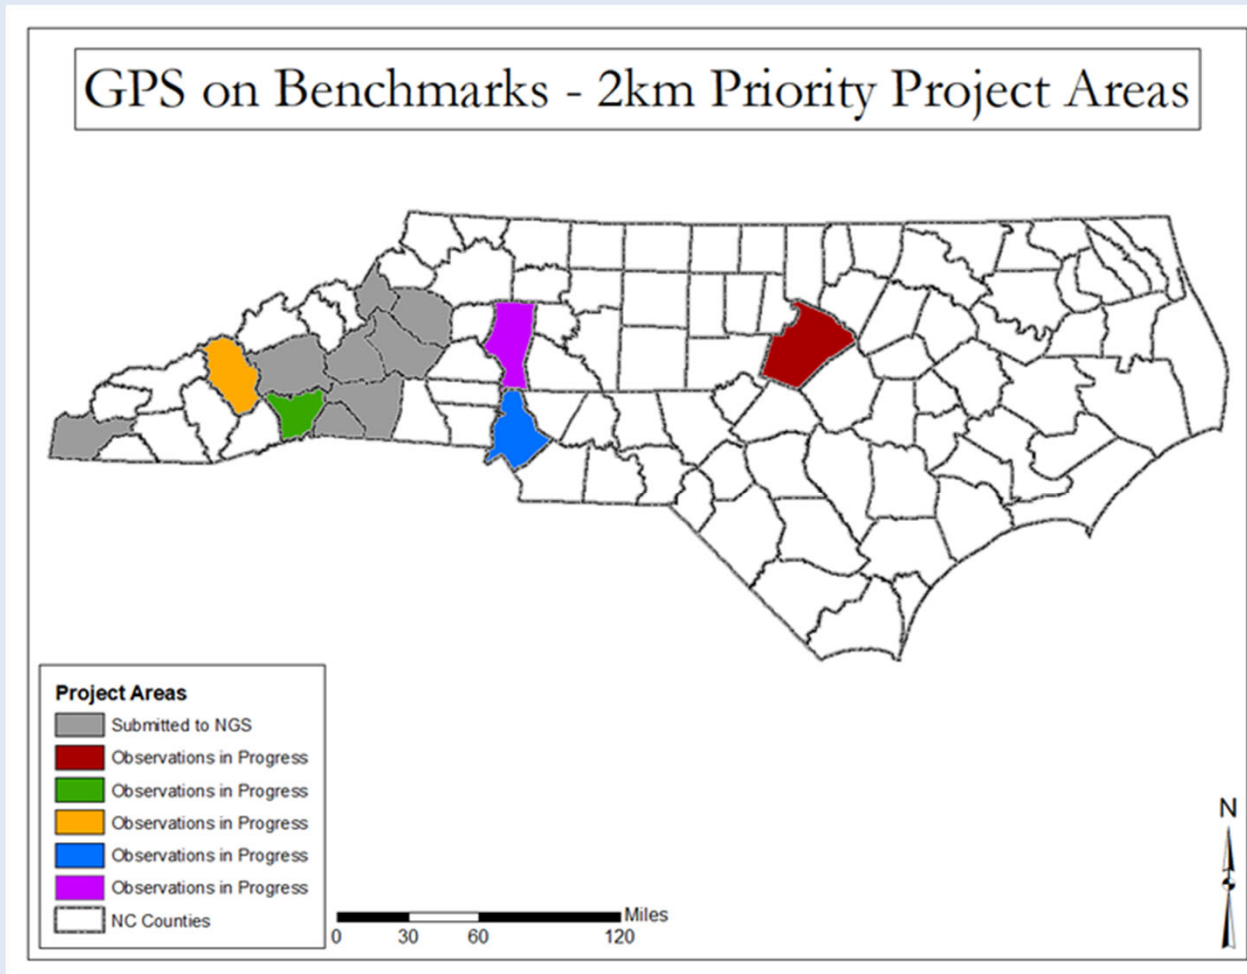 GPS on Benchmarks - 2km Priority Project Areas
Project Areas
Submitted to NGS
Observations in Progress
Observations in Progress
Observations in Progress
Observations in Progress
Observations in Progress
NC Counties
Miles
0 30 60 120
N